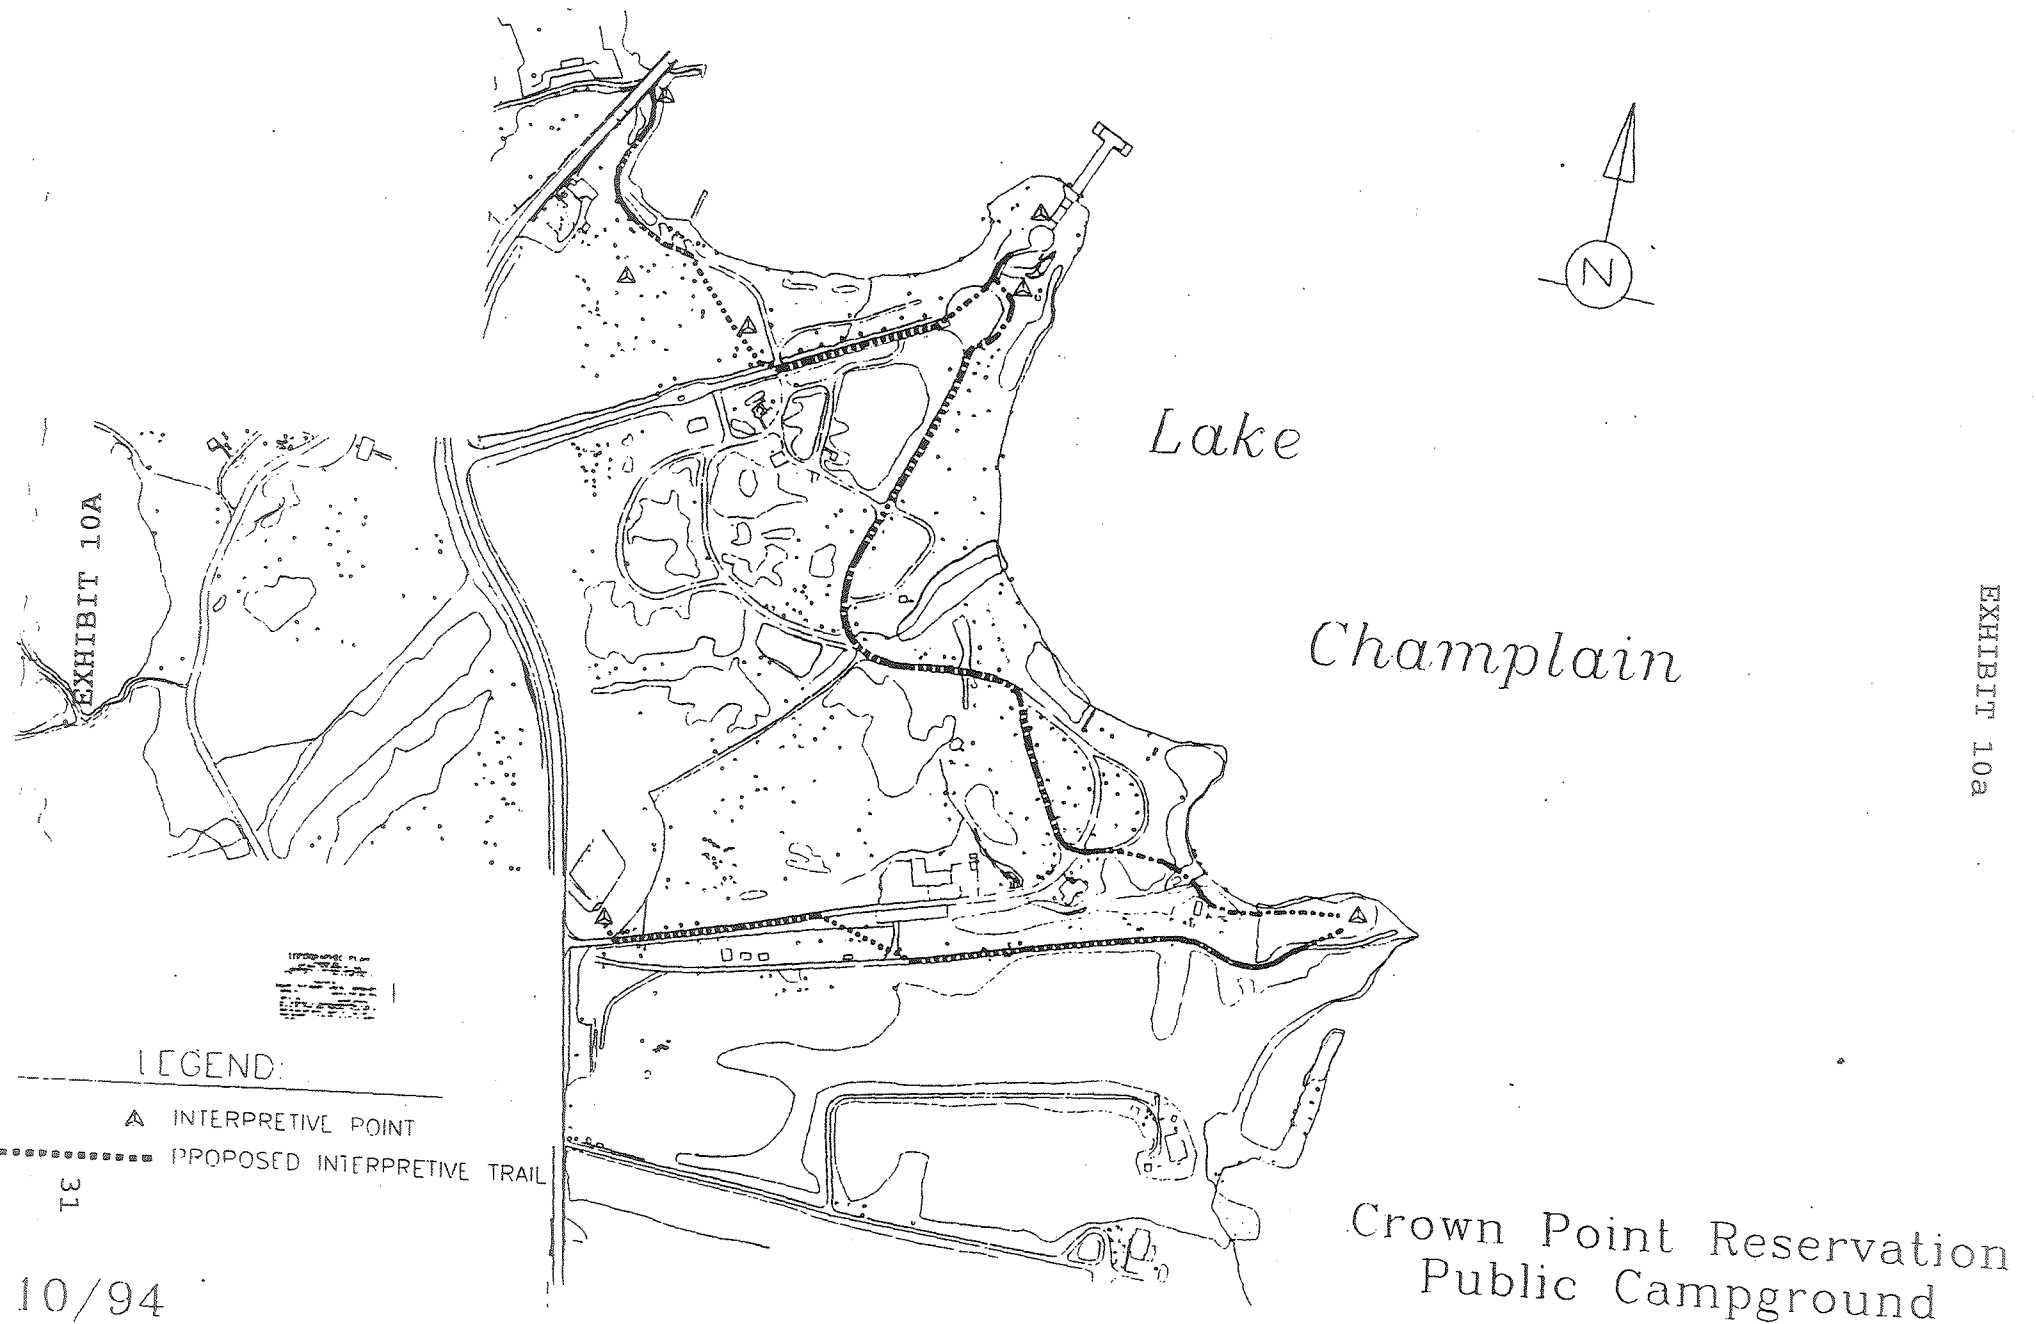 Lake
Champlain
EXHIBIT 10A
EXHIBIT 10a
N
LEGEND:
INTERPRETIVE POINT
PROPOSED INTERPRETIVE TRAIL
31
10/94
Crown Point Reservation
Public Campground